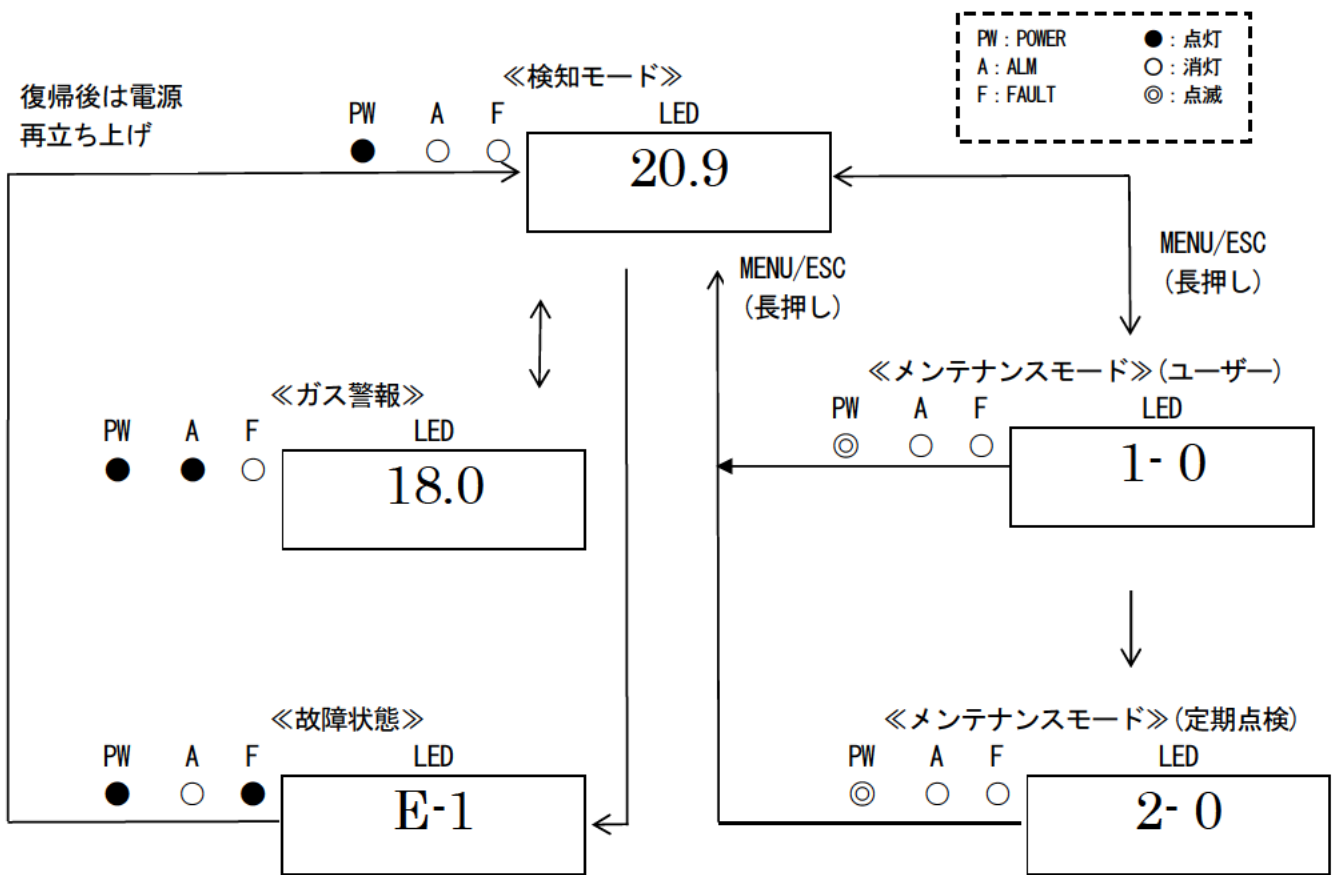 PW：POWER ●：点灯
A：ALM ○：消灯
F：FAULT ◎：点滅
復帰後は電源
再立ち上げ
≪検知モード≫
PW A F LED
● ○ ○
20.9
MENU/ESC
(長押し)
MENU/ESC
(長押し)
≪ガス警報≫
PW A F LED
● ● ○
18.0
≪メンテナンスモード≫(ユーザー)
PW A F LED
◎ ○ ○
1- 0
≪故障状態≫
PW A F LED
● ○ ●
E-1
≪メンテナンスモード≫(定期点検)
PW A F LED
◎ ○ ○
2- 0